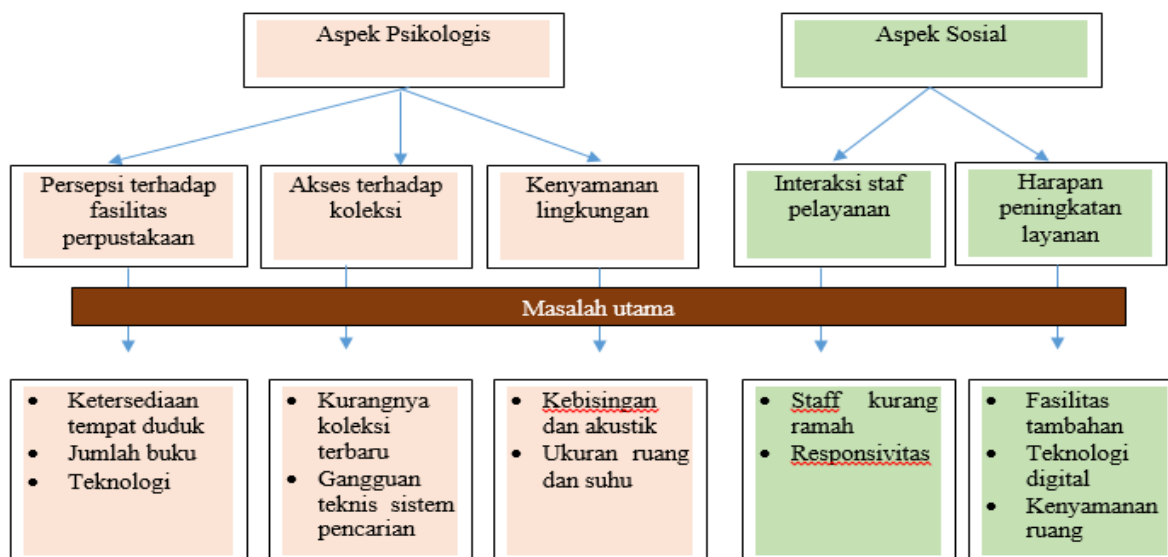 Aspek Psikologis
Aspek Sosial
Persepsi terhadap
fasilitas
perpustakaan
Akses terhadap
koleksi
Kenyamanan
lingkungan
Interaksi staf
pelayanan
Harapan
peningkatan
layanan
Masalah utama
• Ketersediaan
tempat duduk
• Jumlah buku
• Teknologi
• Kurangnya
koleksi
terbaru
• Gangguan
teknis sistem
pencarian
• Kebisingan
dan akustik
• Ukuran ruang
dan suhu
• Staff kurang
ramah
• Responsivitas
• Fasilitas
tambahan
• Teknologi
digital
• Kenyamanan
ruang